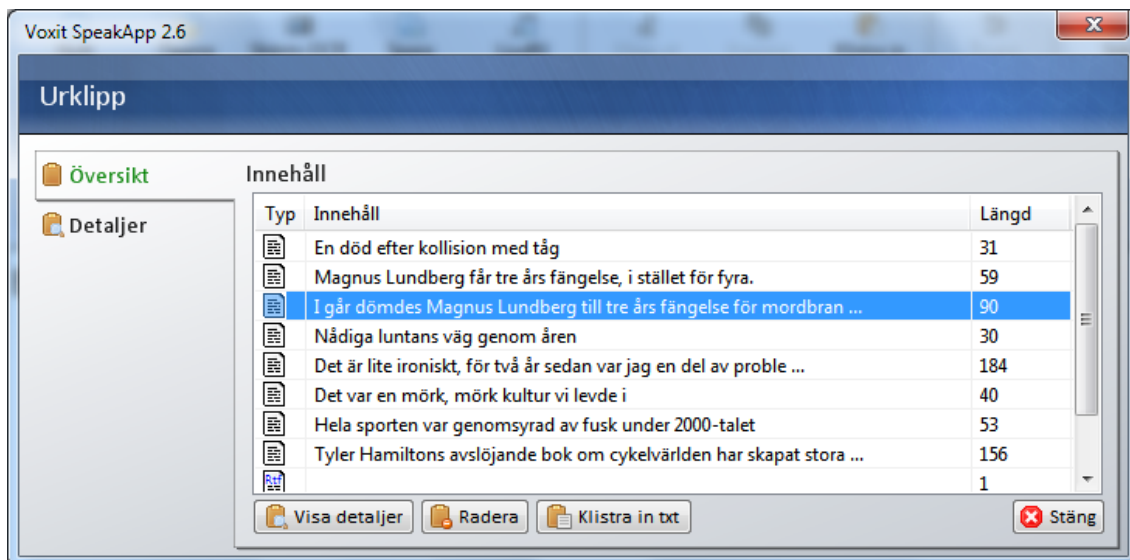 Voxit SpeakApp 2.6
Urklipp
Översikt
Detaljer
Innehåll
Typ Innehåll Längd
En död efter kollision med tåg 31
Magnus Lundberg får tre års fängelse, i stället för fyra. 59
I går dömdes Magnus Lundberg till tre års fängelse för mordbran ... 90
Nådiga luntans väg genom åren 30
Det är lite ironiskt, för två år sedan var jag en del av proble ... 184
Det var en mörk, mörk kultur vi levde i 40
Hela sporten var genomsyrad av fusk under 2000-talet 53
Tyler Hamiltons avslöjande bok om cykelvärlden har skapat stora ... 156
Rtf 1
Visa detaljer Radera Klistra in txt Stäng